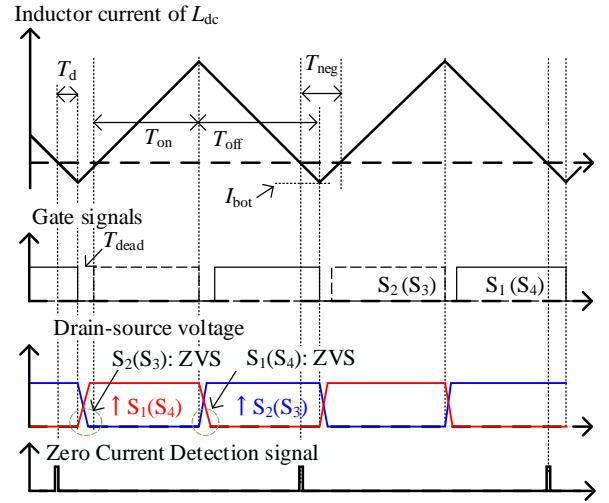 Inductor current of Ldc
Td
Tneg
Ton
Toff
Ibot
Gate signals
Tdead
S2(S3)
S1(S4)
Drain-source voltage
S2(S3): ZVS
S1(S4): ZVS
↑ S1(S4)
↑ S2(S3)
Zero Current Detection signal